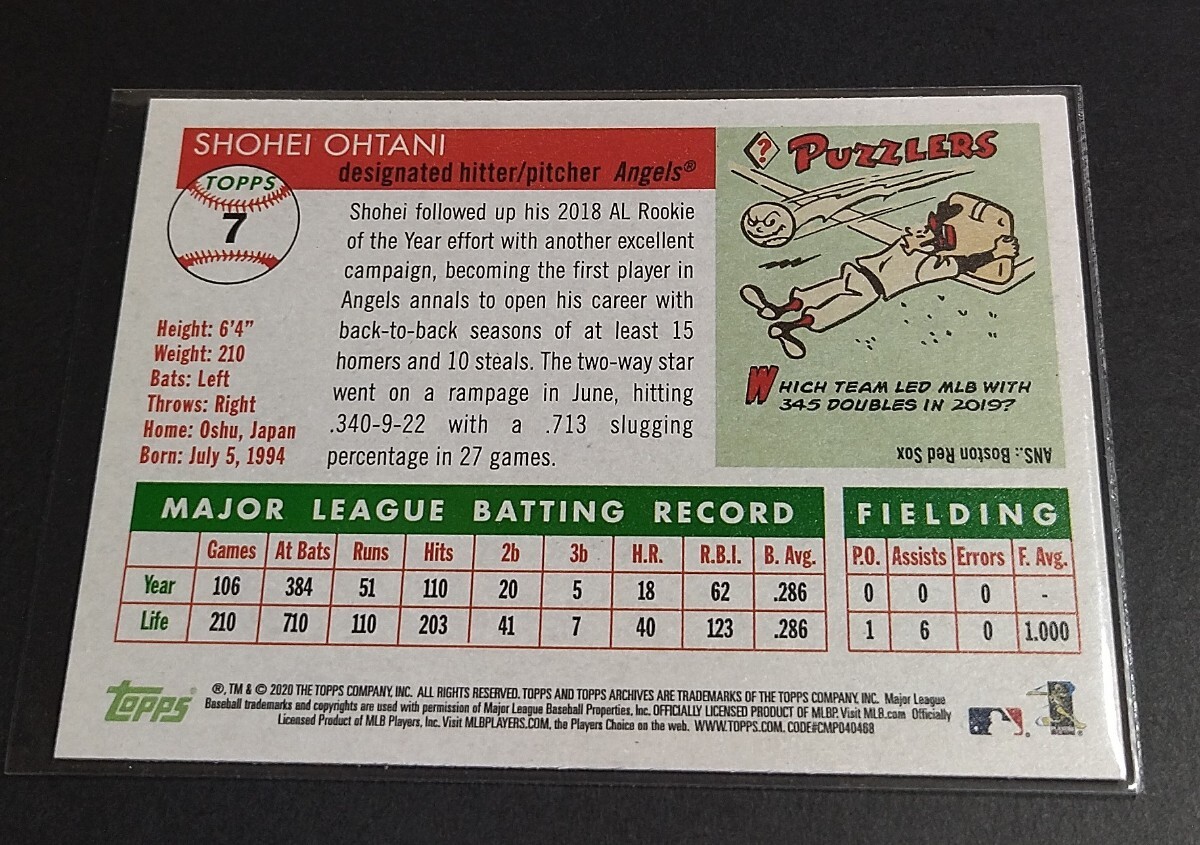 SHOHEI OHTANI
designated hitter/pitcher Angels®
TOPPS
7
Height: 6'4"
Weight: 210
Bats: Left
Throws: Right
Home: Oshu, Japan
Born: July 5, 1994
Shohei followed up his 2018 AL Rookie
of the Year effort with another excellent
campaign, becoming the first player in
Angels annals to open his career with
back-to-back seasons of at least 15
homers and 10 steals. The two-way star
went on a rampage in June, hitting
.340-9-22 with a .713 slugging
percentage in 27 games.
? PUZZLERS
WHICH TEAM LED MLB WITH
345 DOUBLES IN 2019?
ANS.: Boston Red Sox
MAJOR LEAGUE BATTING RECORD
Games At Bats Runs Hits 2b 3b H.R. R.B.I. B. Avg.
Year 106 384 51 110 20 5 18 62 .286
Life 210 710 110 203 41 7 40 123 .286
FIELDING
P.O. Assists Errors F. Avg.
0 0 0 -
1 6 0 1.000
topps
®, TM & © 2020 THE TOPPS COMPANY, INC. ALL RIGHTS RESERVED. TOPPS AND TOPPS ARCHIVES ARE TRADEMARKS OF THE TOPPS COMPANY, INC. Major League
Baseball trademarks and copyrights are used with permission of Major League Baseball Properties, Inc. OFFICIALLY LICENSED PRODUCT OF MLBP. Visit MLB.com Officially
Licensed Product of MLB Players, Inc. Visit MLBPLAYERS.COM, the Players Choice on the web. WWW.TOPPS.COM. CODE#CMP040468